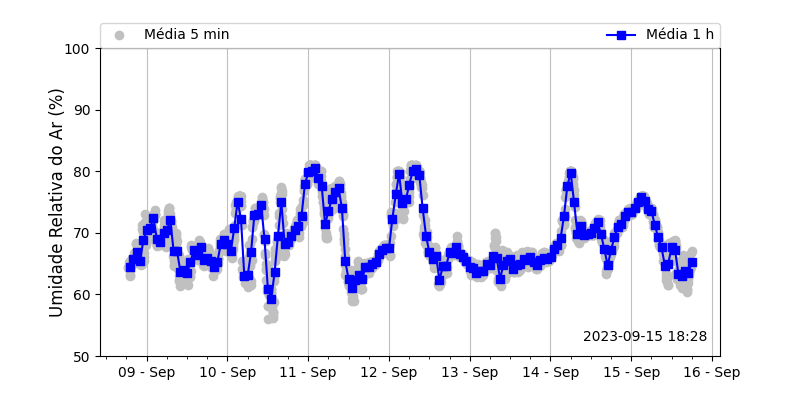 Média 5 min
Média 1 h
Umidade Relativa do Ar (%)
100
90
80
70
60
50
2023-09-15 18:28
09 - Sep
10 - Sep
11 - Sep
12 - Sep
13 - Sep
14 - Sep
15 - Sep
16 - Sep